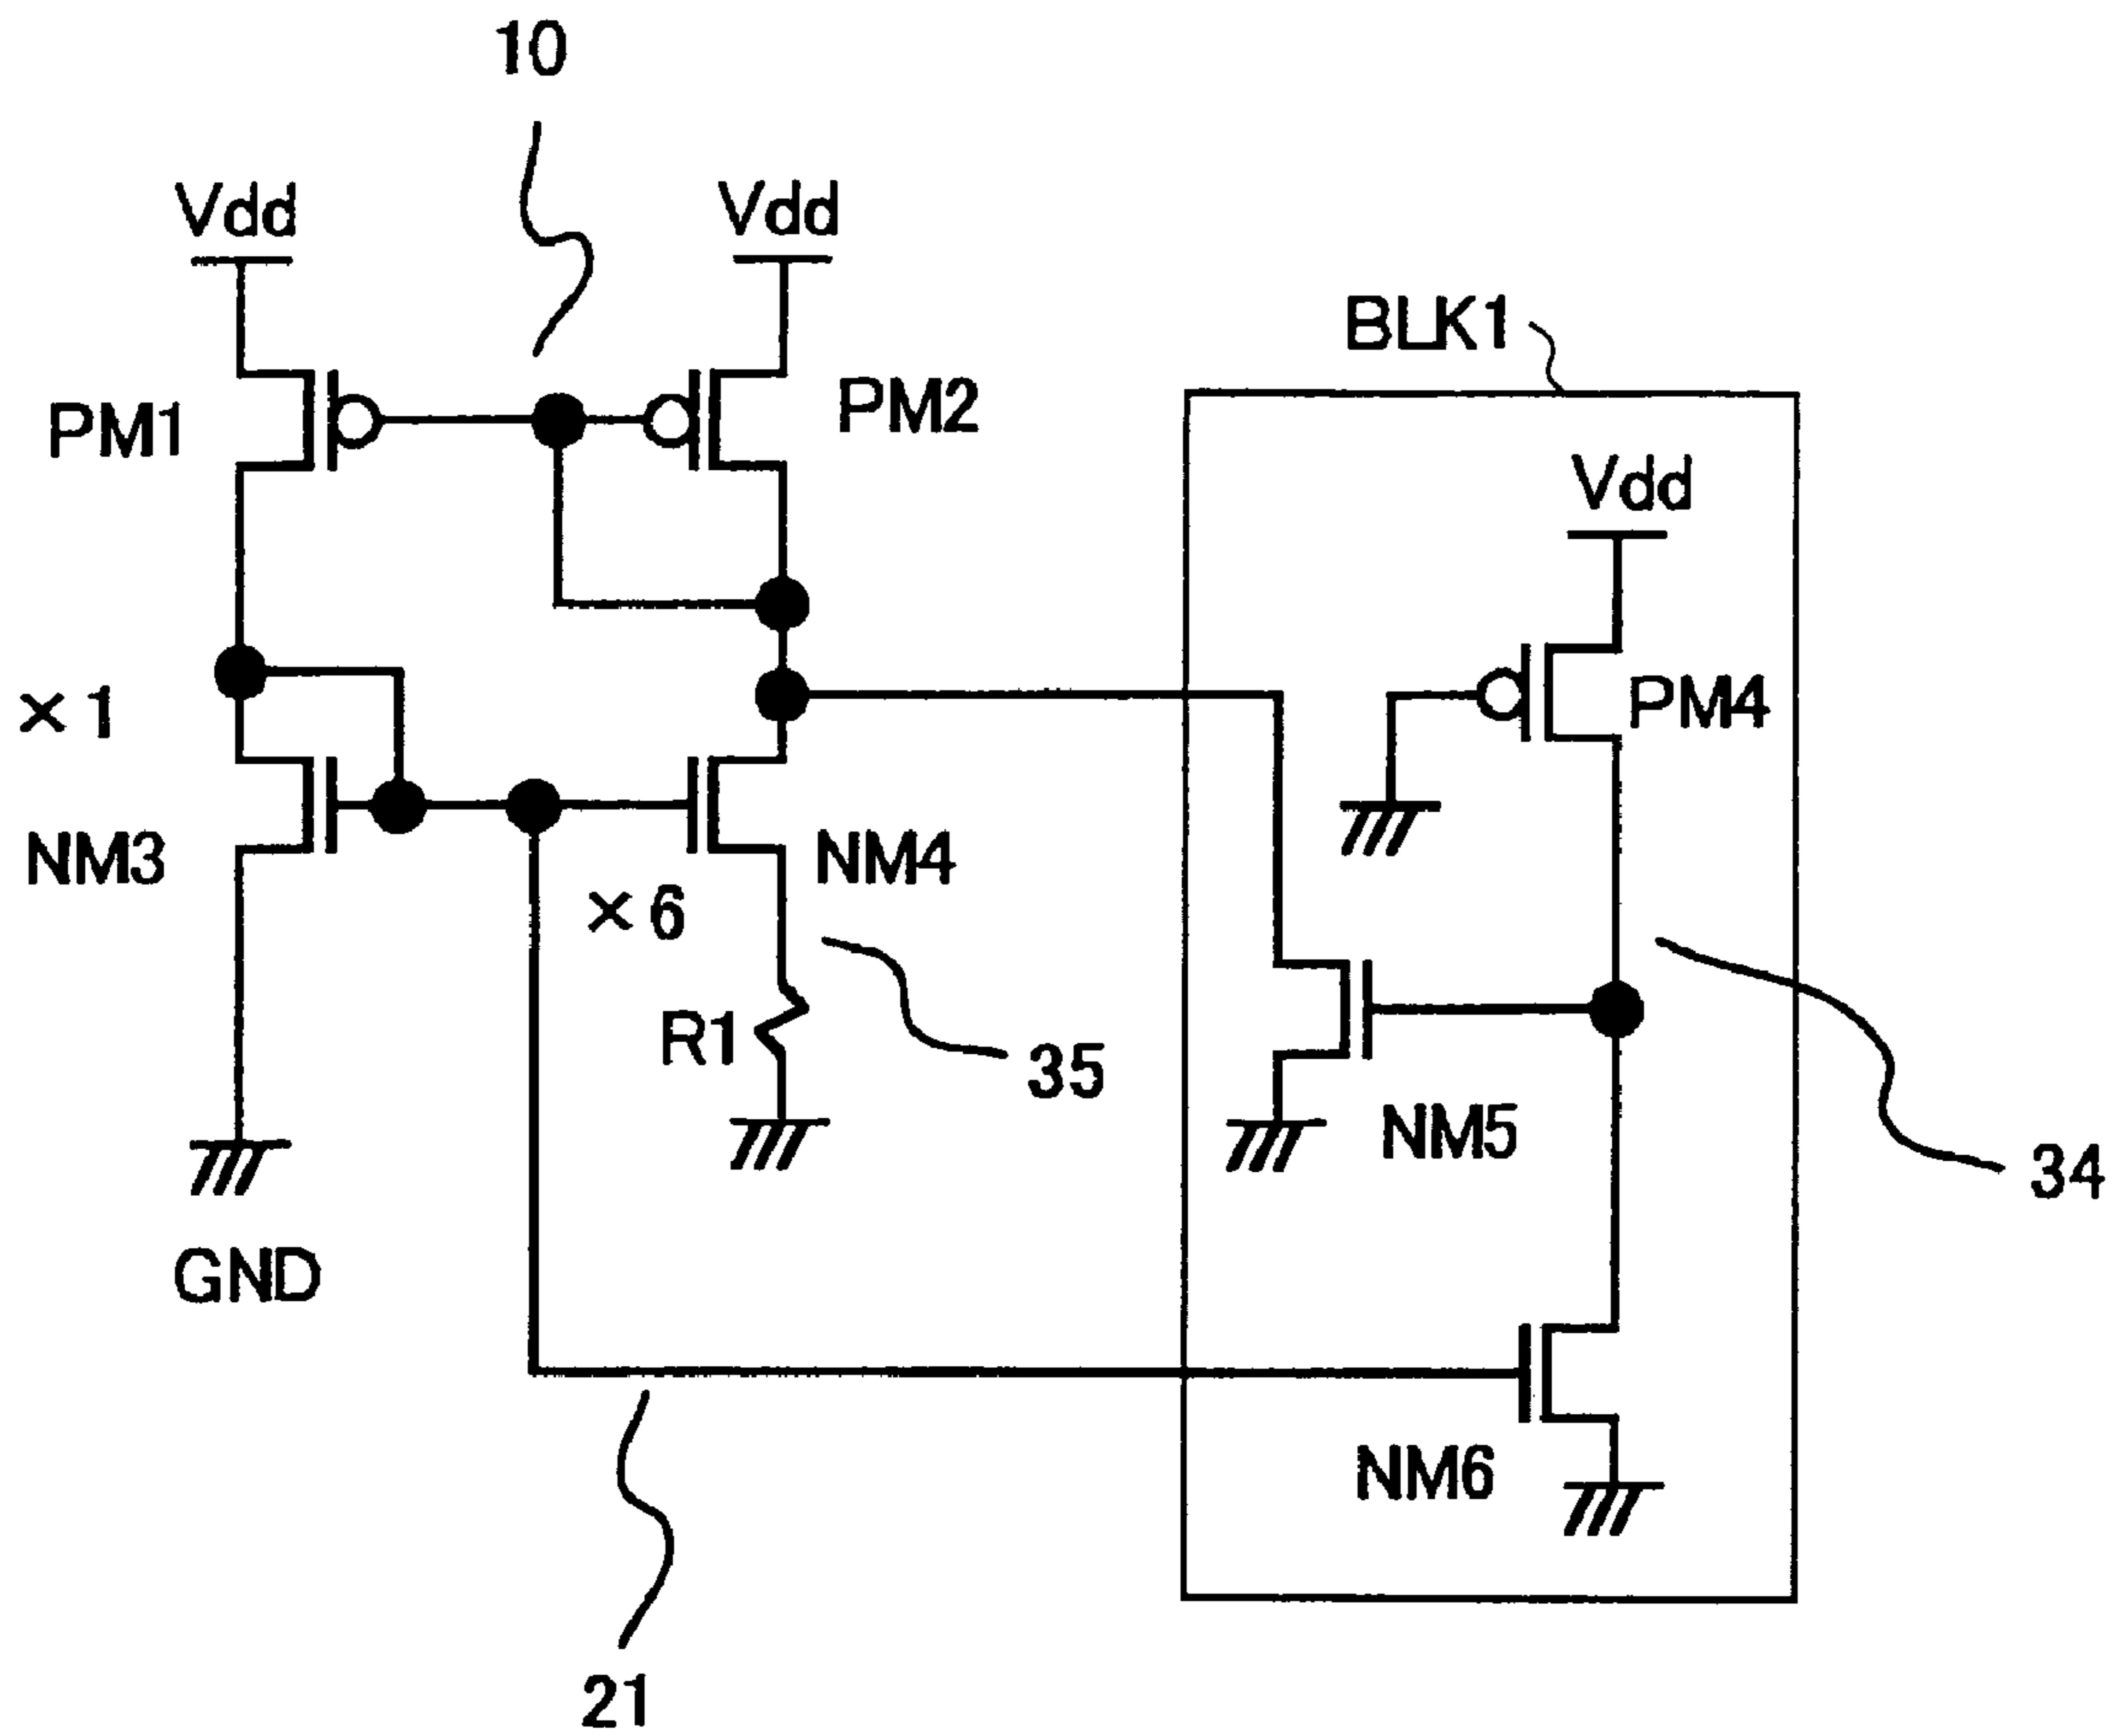 10
Vdd
Vdd
BLK1
PM1
PM2
Vdd
PM4
×1
NM3
NM4
×6
R1
35
NM5
34
GND
NM6
21